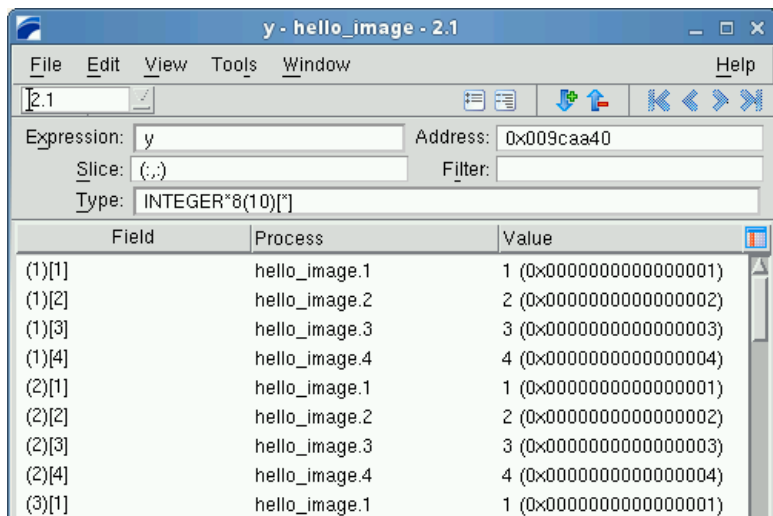 y - hello_image - 2.1
File Edit View Tools Window Help
2.1
Expression: y Address: 0x009caa40
Slice: (:,:) Filter:
Type: INTEGER*8(10)[*]
Field Process Value
(1)[1] hello_image.1 1 (0x0000000000000001)
(1)[2] hello_image.2 2 (0x0000000000000002)
(1)[3] hello_image.3 3 (0x0000000000000003)
(1)[4] hello_image.4 4 (0x0000000000000004)
(2)[1] hello_image.1 1 (0x0000000000000001)
(2)[2] hello_image.2 2 (0x0000000000000002)
(2)[3] hello_image.3 3 (0x0000000000000003)
(2)[4] hello_image.4 4 (0x0000000000000004)
(3)[1] hello_image.1 1 (0x0000000000000001)